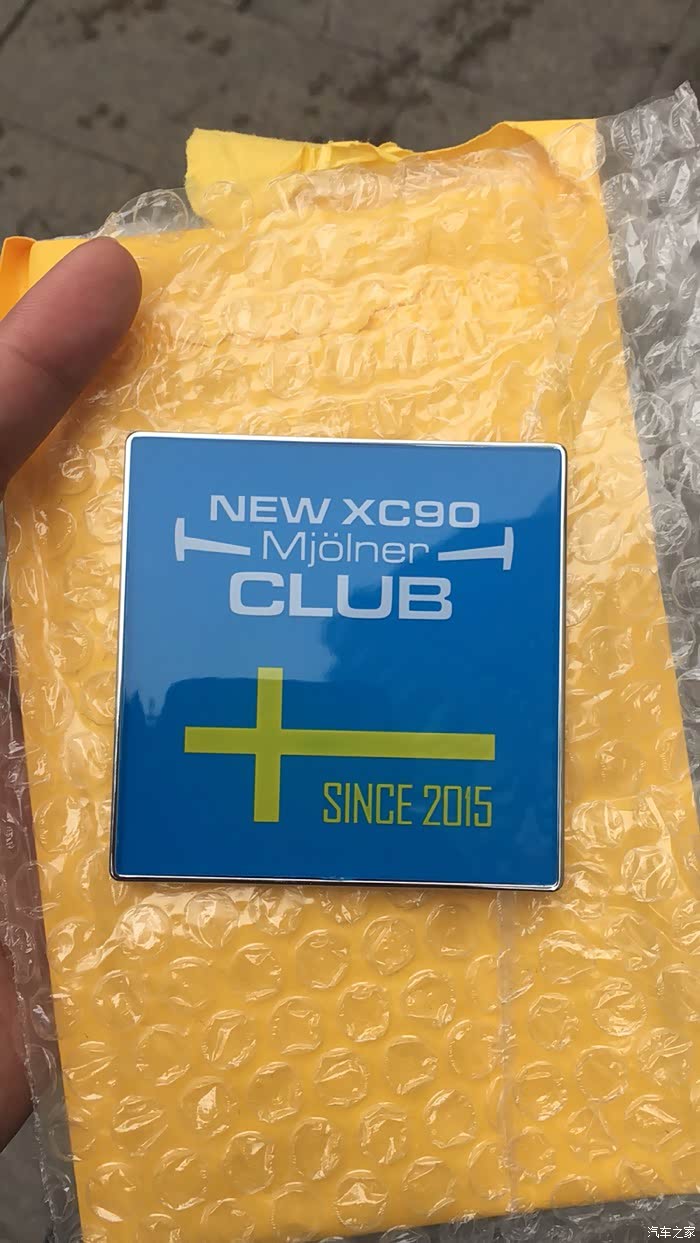 NEW XC90
Mjölner
CLUB
SINCE 2015
汽车之家